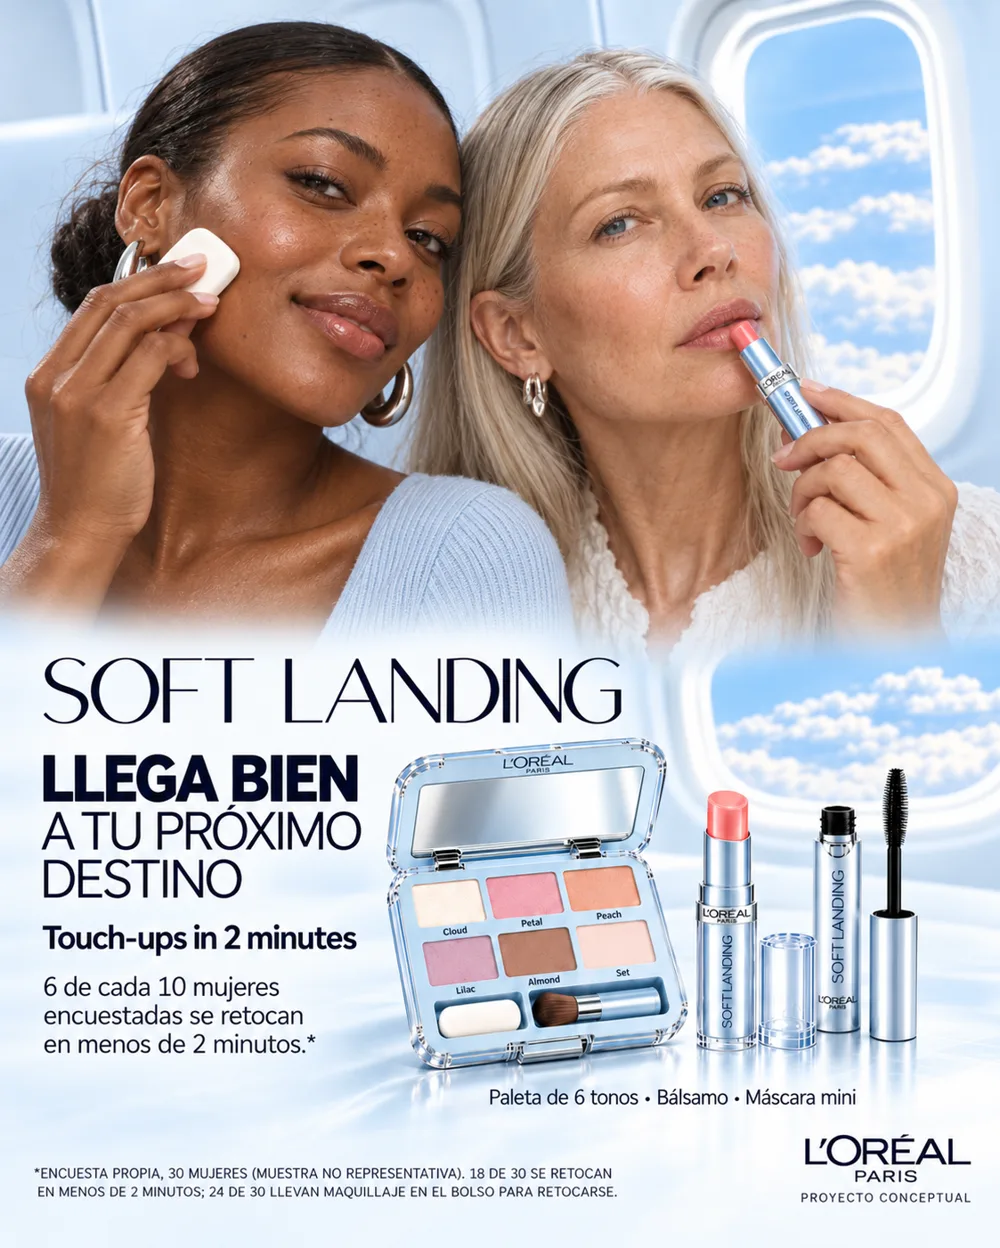 L'ORÉAL
PARIS
SOFT LANDING
LLEGA BIEN
A TU PRÓXIMO
DESTINO
Touch-ups in 2 minutes
6 de cada 10 mujeres
encuestadas se retocan
en menos de 2 minutos.*
L'ORÉAL
PARIS
Cloud
Petal
Peach
Lilac
Almond
Set
L'ORÉAL
PARIS
SOFT LANDING
SOFT LANDING
L'ORÉAL
Paleta de 6 tonos • Bálsamo • Máscara mini
*ENCUESTA PROPIA, 30 MUJERES (MUESTRA NO REPRESENTATIVA). 18 DE 30 SE RETOCAN
EN MENOS DE 2 MINUTOS; 24 DE 30 LLEVAN MAQUILLAJE EN EL BOLSO PARA RETOCARSE.
L'ORÉAL
PARIS
PROYECTO CONCEPTUAL